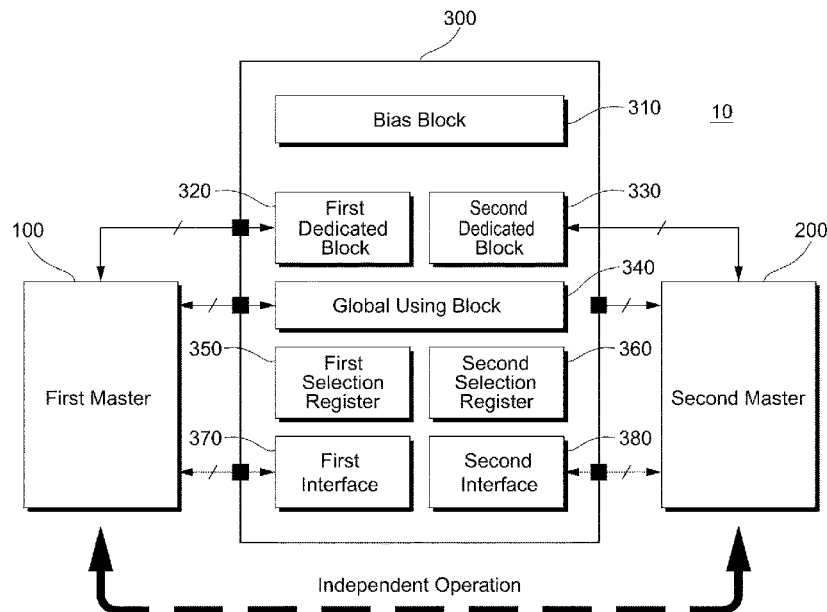 300
Bias Block
310
10
320
First
Dedicated
Block
330
Second
Dedicated
Block
100
200
340
Global Using Block
350
First
Selection
Register
360
Second
Selection
Register
First Master
Second Master
370
First
Interface
380
Second
Interface
Independent Operation